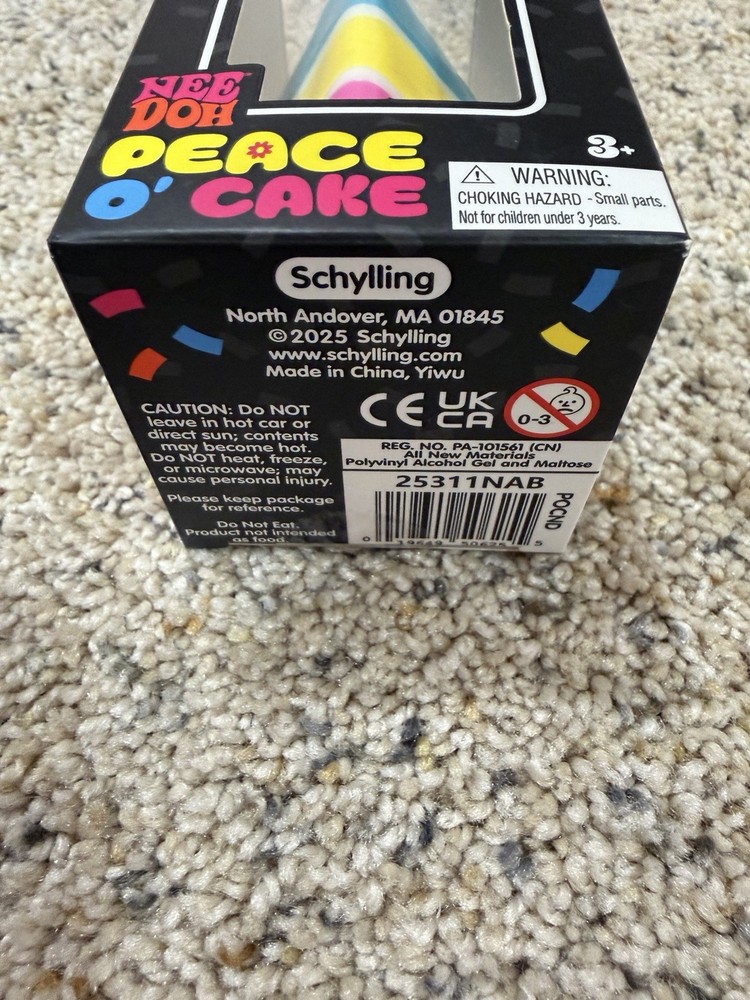 NEE
DOH
PEACE
O' CAKE
3+
WARNING:
CHOKING HAZARD - Small parts.
Not for children under 3 years.
Schylling
North Andover, MA 01845
©2025 Schylling
www.schylling.com
Made in China, Yiwu
CAUTION: Do NOT
leave in hot car or
direct sun; contents
may become hot.
Do NOT heat, freeze,
or microwave; may
cause personal injury.
Please keep package
for reference.
Do Not Eat.
Product not intended
as food.
CE UK
CA
0-3
REG. NO. PA-101561 (CN)
All New Materials
Polyvinyl Alcohol Gel and Maltose
25311NAB
POCND